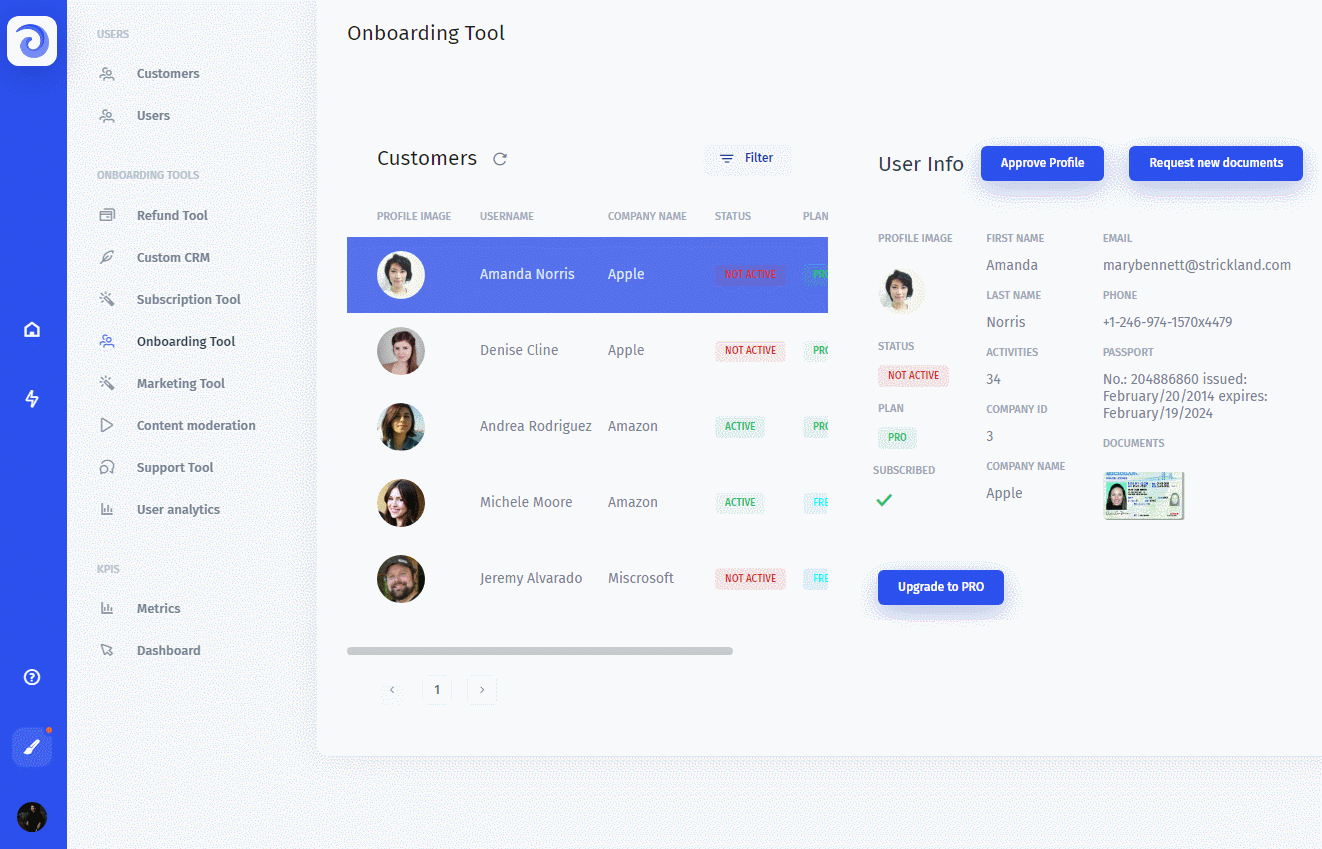 USERS
Customers
Users
ONBOARDING TOOLS
Refund Tool
Custom CRM
Subscription Tool
Onboarding Tool
Marketing Tool
Content moderation
Support Tool
User analytics
KPIS
Metrics
Dashboard
Onboarding Tool
Customers
Filter
PROFILE IMAGE USERNAME COMPANY NAME STATUS PLAN
Amanda Norris Apple NOT ACTIVE PRO
Denise Cline Apple NOT ACTIVE PRO
Andrea Rodriguez Amazon ACTIVE PRO
Michele Moore Amazon ACTIVE FRE
Jeremy Alvarado Miscrosoft NOT ACTIVE FRE
‹ 1 ›
User Info
Approve Profile
Request new documents
PROFILE IMAGE
STATUS
NOT ACTIVE
PLAN
PRO
SUBSCRIBED
FIRST NAME
Amanda
LAST NAME
Norris
ACTIVITIES
34
COMPANY ID
3
COMPANY NAME
Apple
EMAIL
marybennett@strickland.com
PHONE
+1-246-974-1570x4479
PASSPORT
No.: 204886860 issued:
February/20/2014 expires:
February/19/2024
DOCUMENTS
Upgrade to PRO